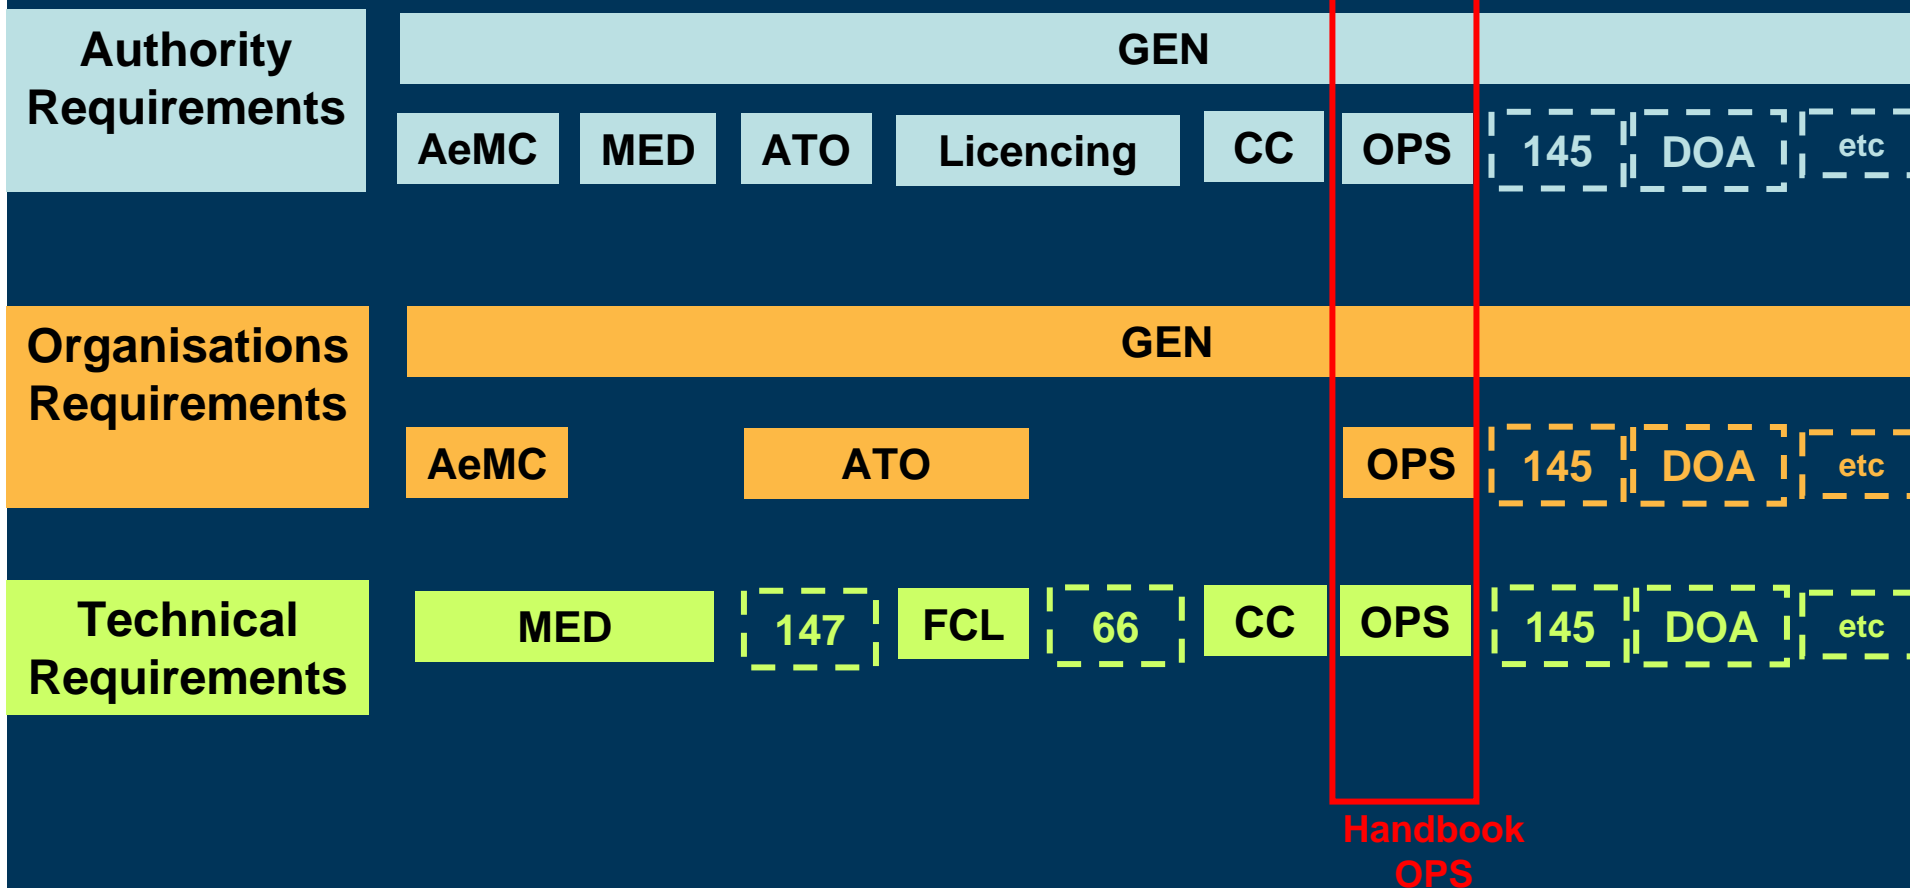 Authority
Requirements
GEN
AeMC MED ATO Licencing CC OPS 145 DOA etc
Organisations
Requirements
GEN
AeMC ATO OPS 145 DOA etc
Technical
Requirements
MED 147 FCL 66 CC OPS 145 DOA etc
Handbook
OPS